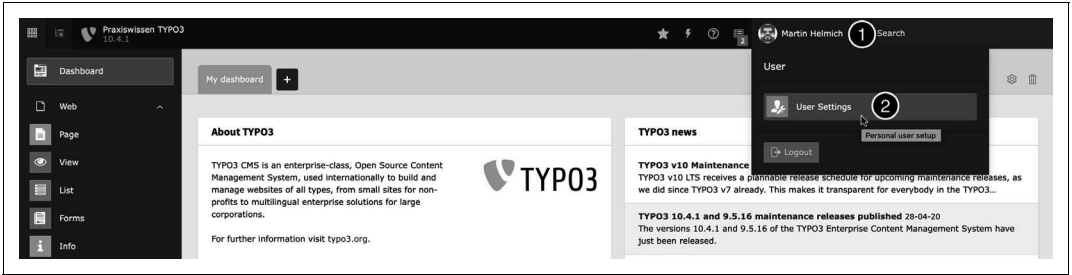 Praxiswissen TYPO3
10.4.1
2
Martin Helmich
1
Search
Dashboard
Web
Page
View
List
Forms
Info
My dashboard
+
User
User Settings
2
Personal user setup
Logout
About TYPO3
TYPO3 CMS is an enterprise-class, Open Source Content
Management System, used internationally to build and
manage websites of all types, from small sites for non-
profits to multilingual enterprise solutions for large
corporations.
For further information visit typo3.org.
TYPO3
TYPO3 news
TYPO3 v10 Maintenance
TYPO3 v10 LTS receives a plannable release schedule for upcoming maintenance releases, as
we did since TYPO3 v7 already. This makes it transparent for everybody in the TYPO3...
TYPO3 10.4.1 and 9.5.16 maintenance releases published 28-04-20
The versions 10.4.1 and 9.5.16 of the TYPO3 Enterprise Content Management System have
just been released.